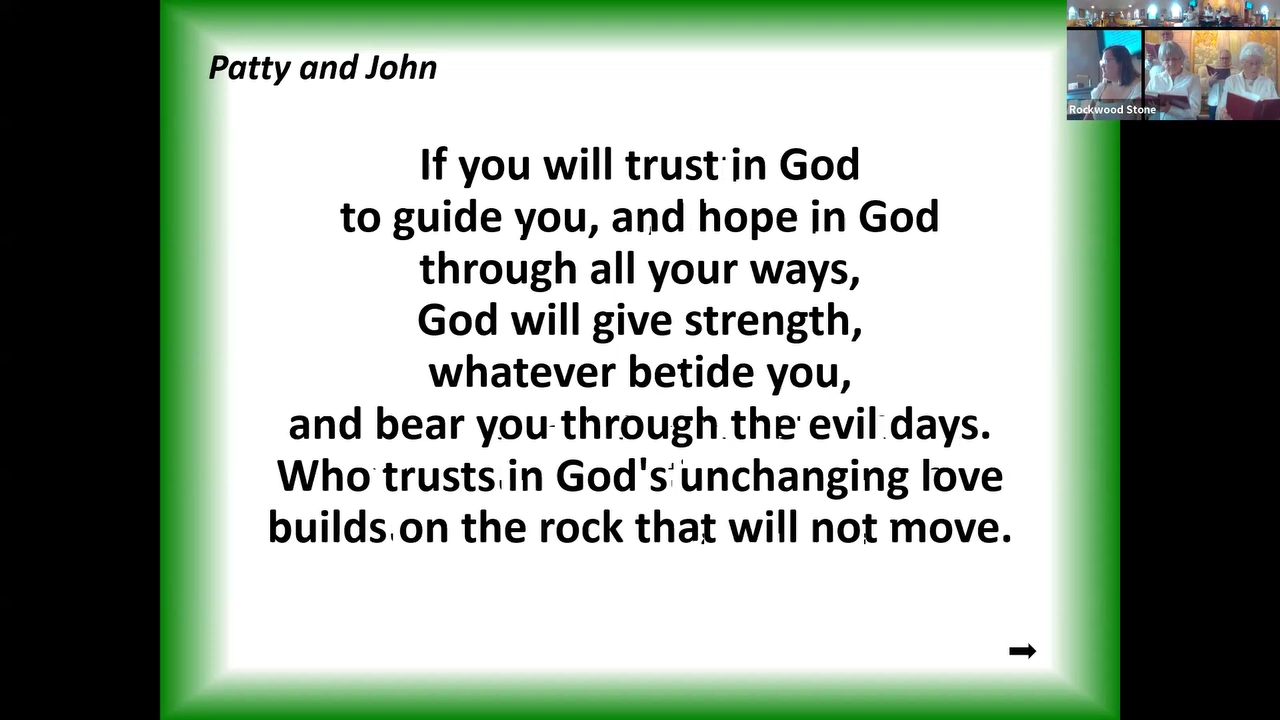 Patty and John
Rockwood Stone
If you will trust in God
to guide you, and hope in God
through all your ways,
God will give strength,
whatever betide you,
and bear you through the evil days.
Who trusts in God's unchanging love
builds on the rock that will not move.